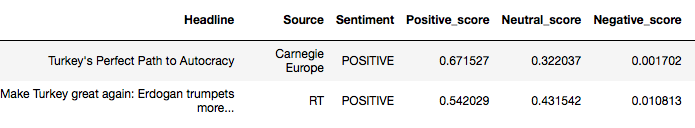 Headline Source Sentiment Positive_score Neutral_score Negative_score
Turkey's Perfect Path to Autocracy Carnegie Europe POSITIVE 0.671527 0.322037 0.001702
Make Turkey great again: Erdogan trumpets more... RT POSITIVE 0.542029 0.431542 0.010813